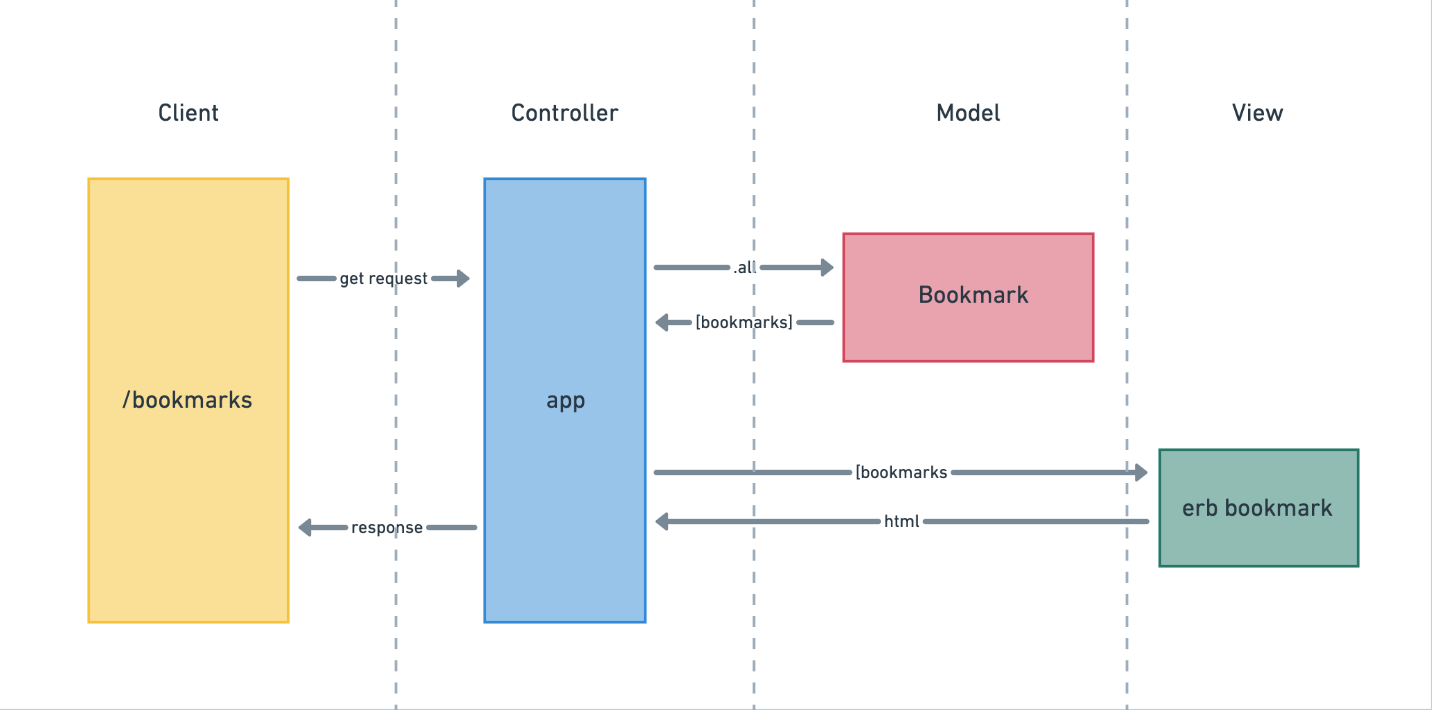 Client
Controller
Model
View
get request
.all
Bookmark
[bookmarks]
/bookmarks
app
[bookmarks
erb bookmark
html
response